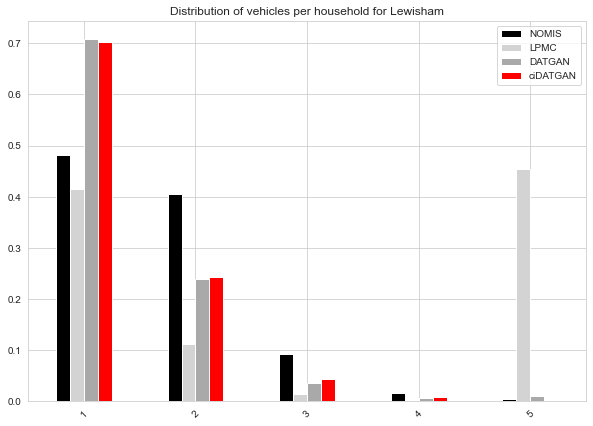 Distribution of vehicles per household for Lewisham
NOMIS
LPMC
DATGAN
ciDATGAN
0.7
0.6
0.5
0.4
0.3
0.2
0.1
0.0
1
2
3
4
5